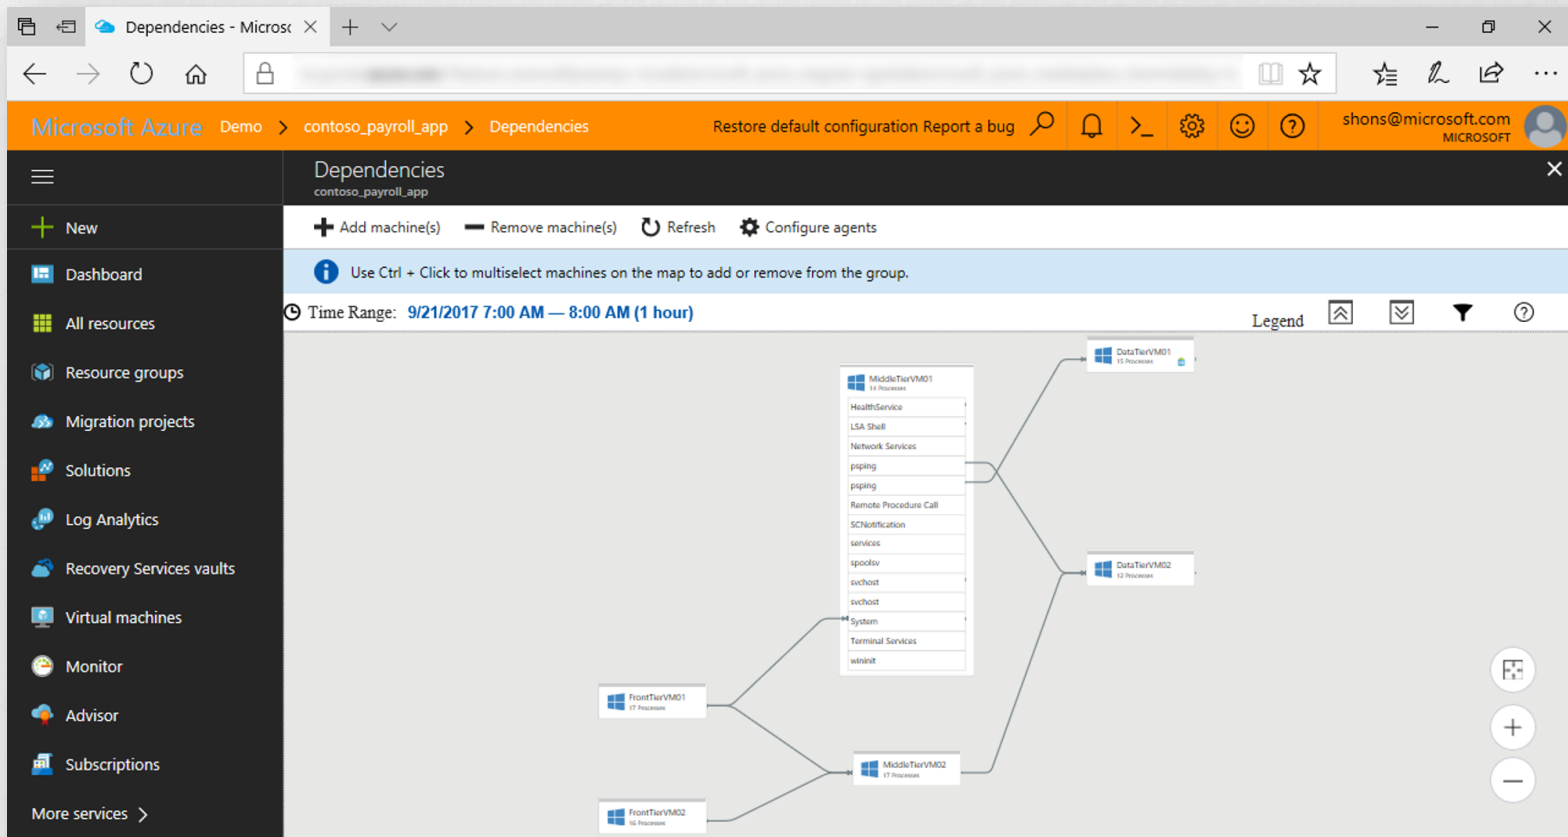 Dependencies - Microsc
Microsoft Azure Demo > contoso_payroll_app > Dependencies Restore default configuration Report a bug shons@microsoft.com
MICROSOFT
Dependencies
contoso_payroll_app
New
Add machine(s) Remove machine(s) Refresh Configure agents
Use Ctrl + Click to multiselect machines on the map to add or remove from the group.
Time Range: 9/21/2017 7:00 AM — 8:00 AM (1 hour)
Legend
Dashboard
All resources
Resource groups
Migration projects
Solutions
Log Analytics
Recovery Services vaults
Virtual machines
Monitor
Advisor
Subscriptions
More services >
DataTierVM01
15 Processes
MiddleTierVM01
14 Processes
HealthService
LSA Shell
Network Services
psping
psping
Remote Procedure Call
SCNotification
services
spoolsv
svchost
svchost
System
Terminal Services
wininit
DataTierVM02
12 Processes
FrontTierVM01
17 Processes
MiddleTierVM02
17 Processes
FrontTierVM02
16 Processes